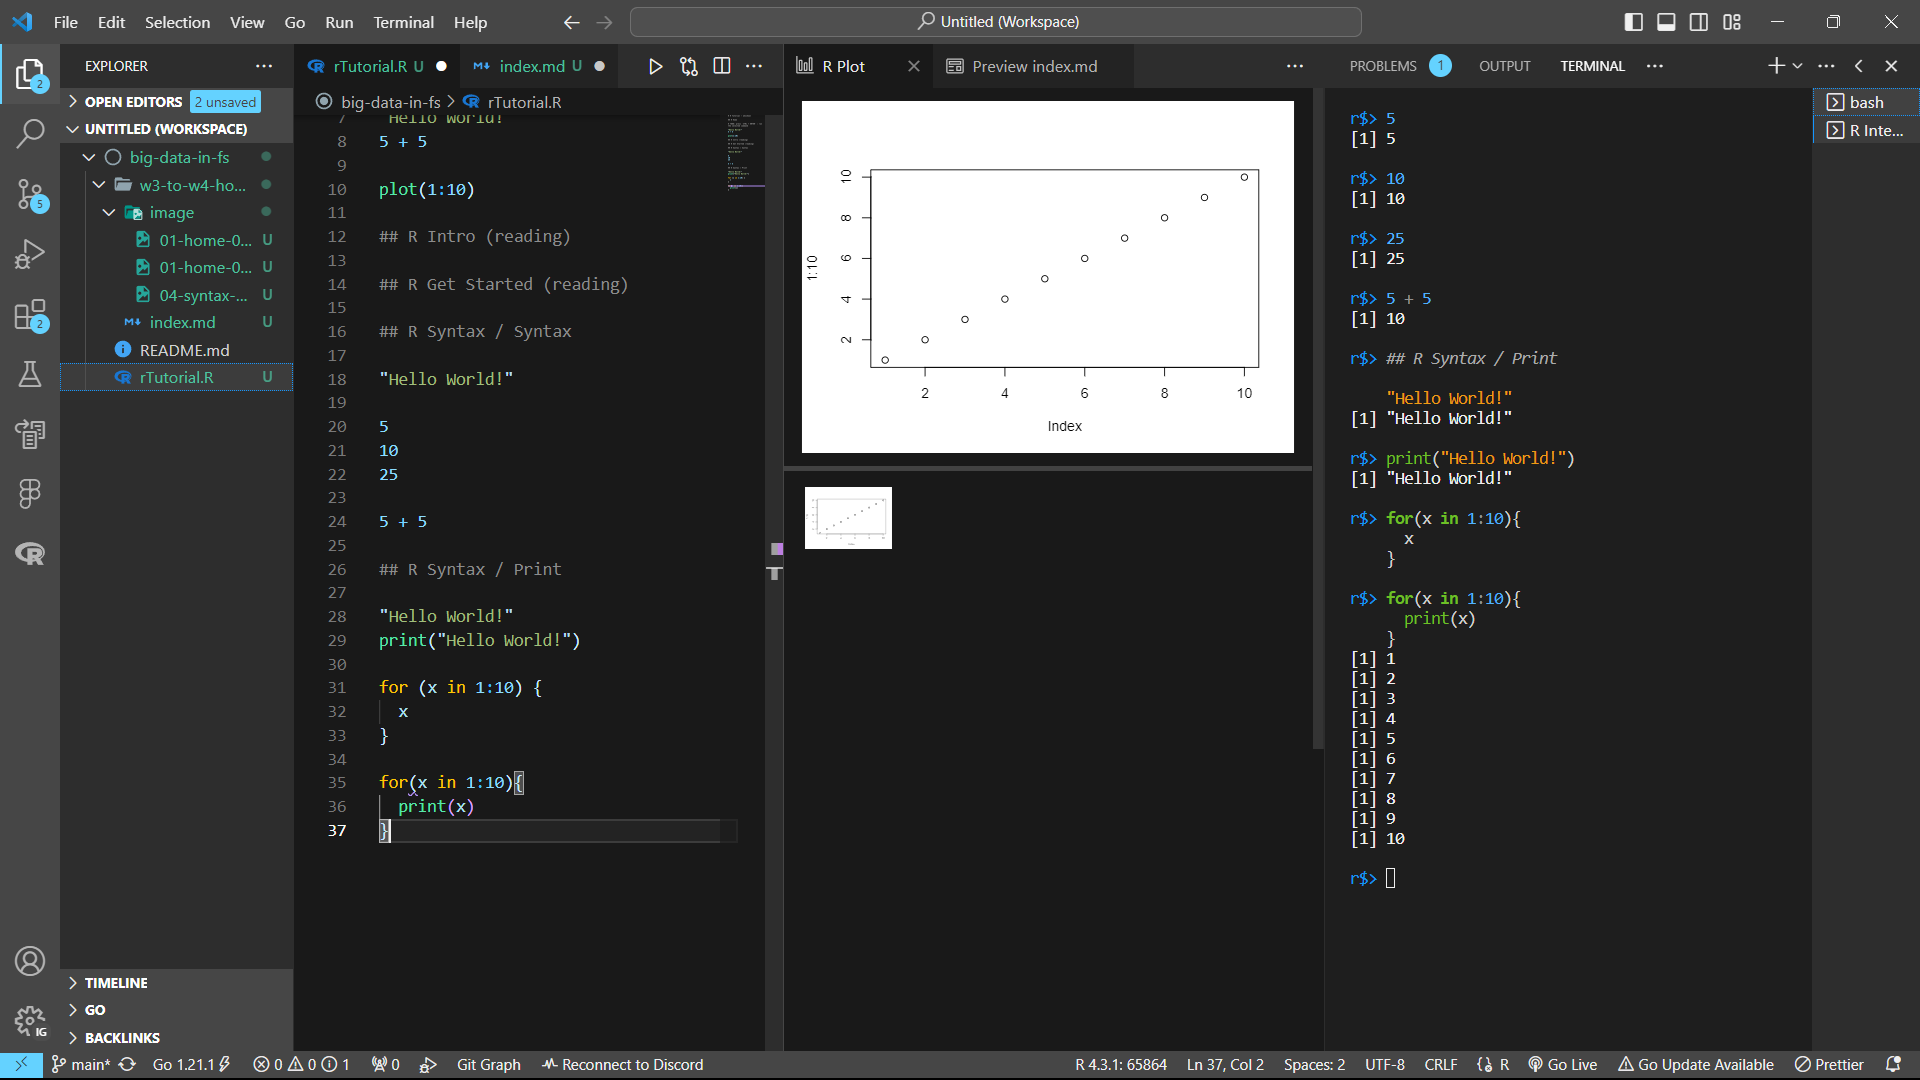 File Edit Selection View Go Run Terminal Help
Untitled (Workspace)
EXPLORER
OPEN EDITORS 2 unsaved
UNTITLED (WORKSPACE)
big-data-in-fs
w3-to-w4-ho...
image
01-home-0... U
01-home-0... U
04-syntax-... U
index.md U
README.md
rTutorial.R U
TIMELINE
GO
BACKLINKS
2
5
2
IG
rTutorial.R U
index.md U
big-data-in-fs > rTutorial.R
7 "Hello World!"
8 5 + 5
9
10 plot(1:10)
11
12 ## R Intro (reading)
13
14 ## R Get Started (reading)
15
16 ## R Syntax / Syntax
17
18 "Hello World!"
19
20 5
21 10
22 25
23
24 5 + 5
25
26 ## R Syntax / Print
27
28 "Hello World!"
29 print("Hello World!")
30
31 for (x in 1:10) {
32 x
33 }
34
35 for(x in 1:10){
36 print(x)
37 }
R Plot
Preview index.md
1:10
2 4 6 8 10
2 4 6 8 10
Index
PROBLEMS 1 OUTPUT TERMINAL
r$> 5
[1] 5
r$> 10
[1] 10
r$> 25
[1] 25
r$> 5 + 5
[1] 10
r$> ## R Syntax / Print
"Hello World!"
[1] "Hello World!"
r$> print("Hello World!")
[1] "Hello World!"
r$> for(x in 1:10){
x
}
r$> for(x in 1:10){
print(x)
}
[1] 1
[1] 2
[1] 3
[1] 4
[1] 5
[1] 6
[1] 7
[1] 8
[1] 9
[1] 10
r$>
bash
R Inte...
main* Go 1.21.1 0 0 1 0 Git Graph Reconnect to Discord R 4.3.1: 65864 Ln 37, Col 2 Spaces: 2 UTF-8 CRLF {} R Go Live Go Update Available Prettier